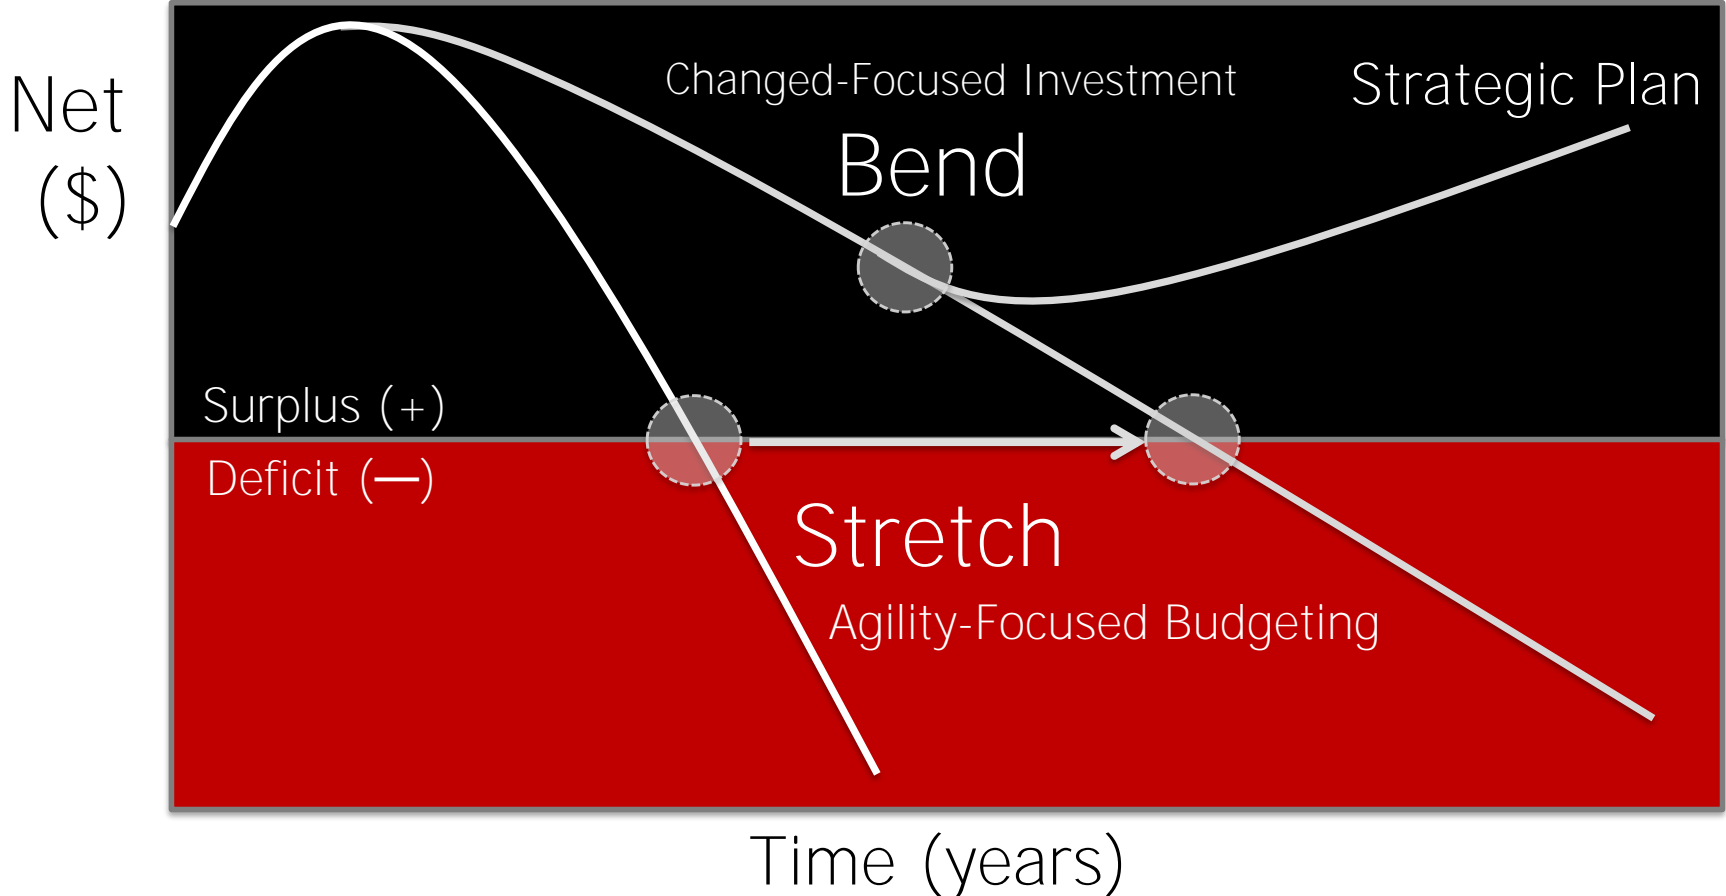 Net
($)
Changed-Focused Investment
Strategic Plan
Bend
Surplus (+)
Deficit (—)
Stretch
Agility-Focused Budgeting
Time (years)